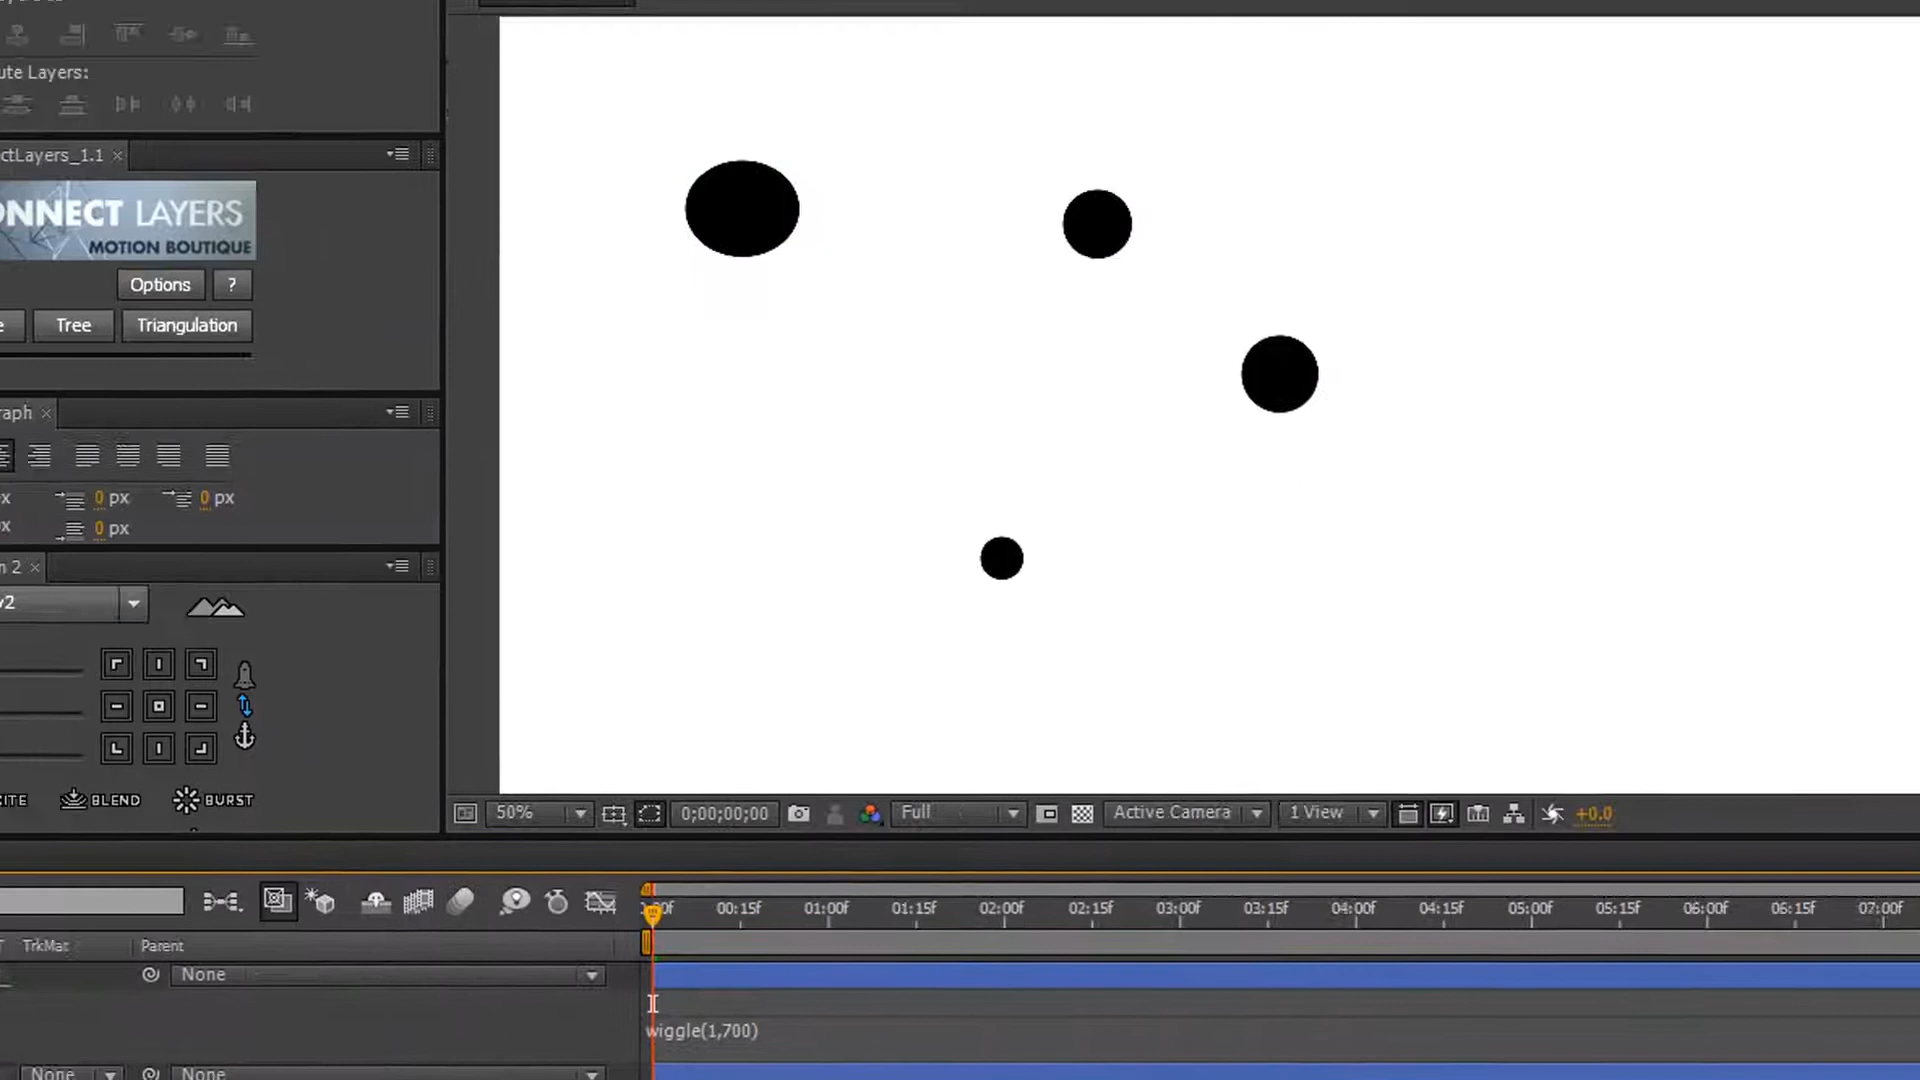 ute Layers:
ctLayers_1.1
ONNECT LAYERS
MOTION BOUTIQUE
Options ?
e Tree Triangulation
raph
x 0 px 0 px
x 0 px
n 2
v2
ITE BLEND BURST
50% 0;00;00;00 Full Active Camera 1 View +0.0
:00f 00:15f 01:00f 01:15f 02:00f 02:15f 03:00f 03:15f 04:00f 04:15f 05:00f 05:15f 06:00f 06:15f 07:00f
T TrkMat Parent
None
wiggle(1,700)
None None